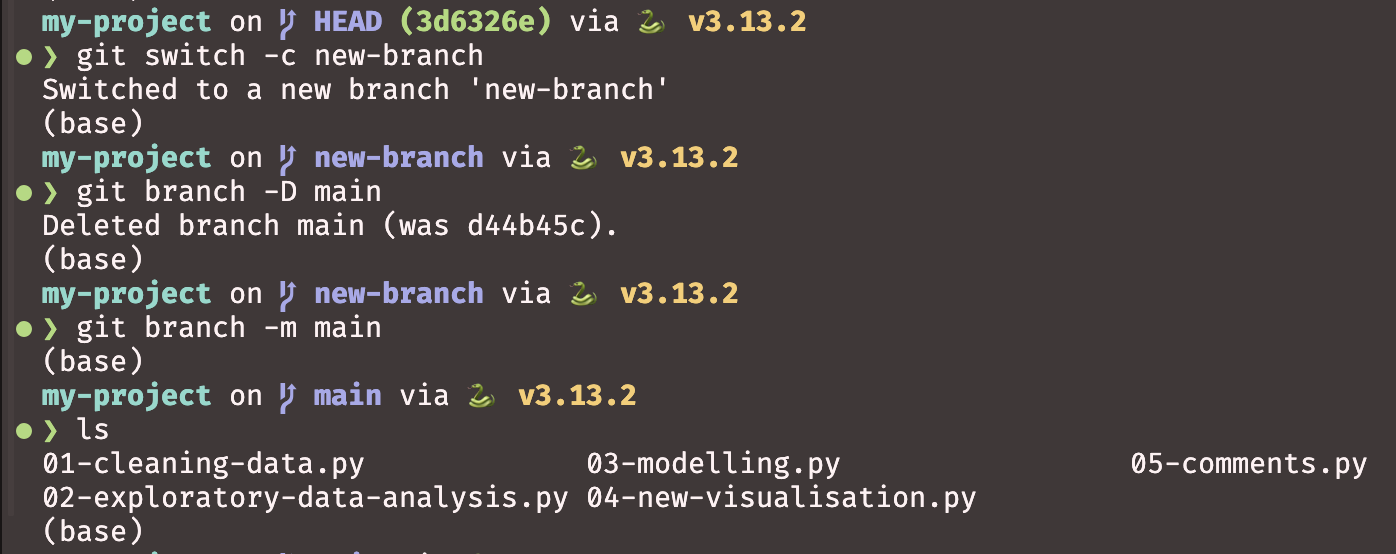 my-project on HEAD (3d6326e) via 🐍 v3.13.2
❯ git switch -c new-branch
Switched to a new branch 'new-branch'
(base)
my-project on new-branch via 🐍 v3.13.2
❯ git branch -D main
Deleted branch main (was d44b45c).
(base)
my-project on new-branch via 🐍 v3.13.2
❯ git branch -m main
(base)
my-project on main via 🐍 v3.13.2
❯ ls
01-cleaning-data.py 03-modelling.py 05-comments.py
02-exploratory-data-analysis.py 04-new-visualisation.py
(base)